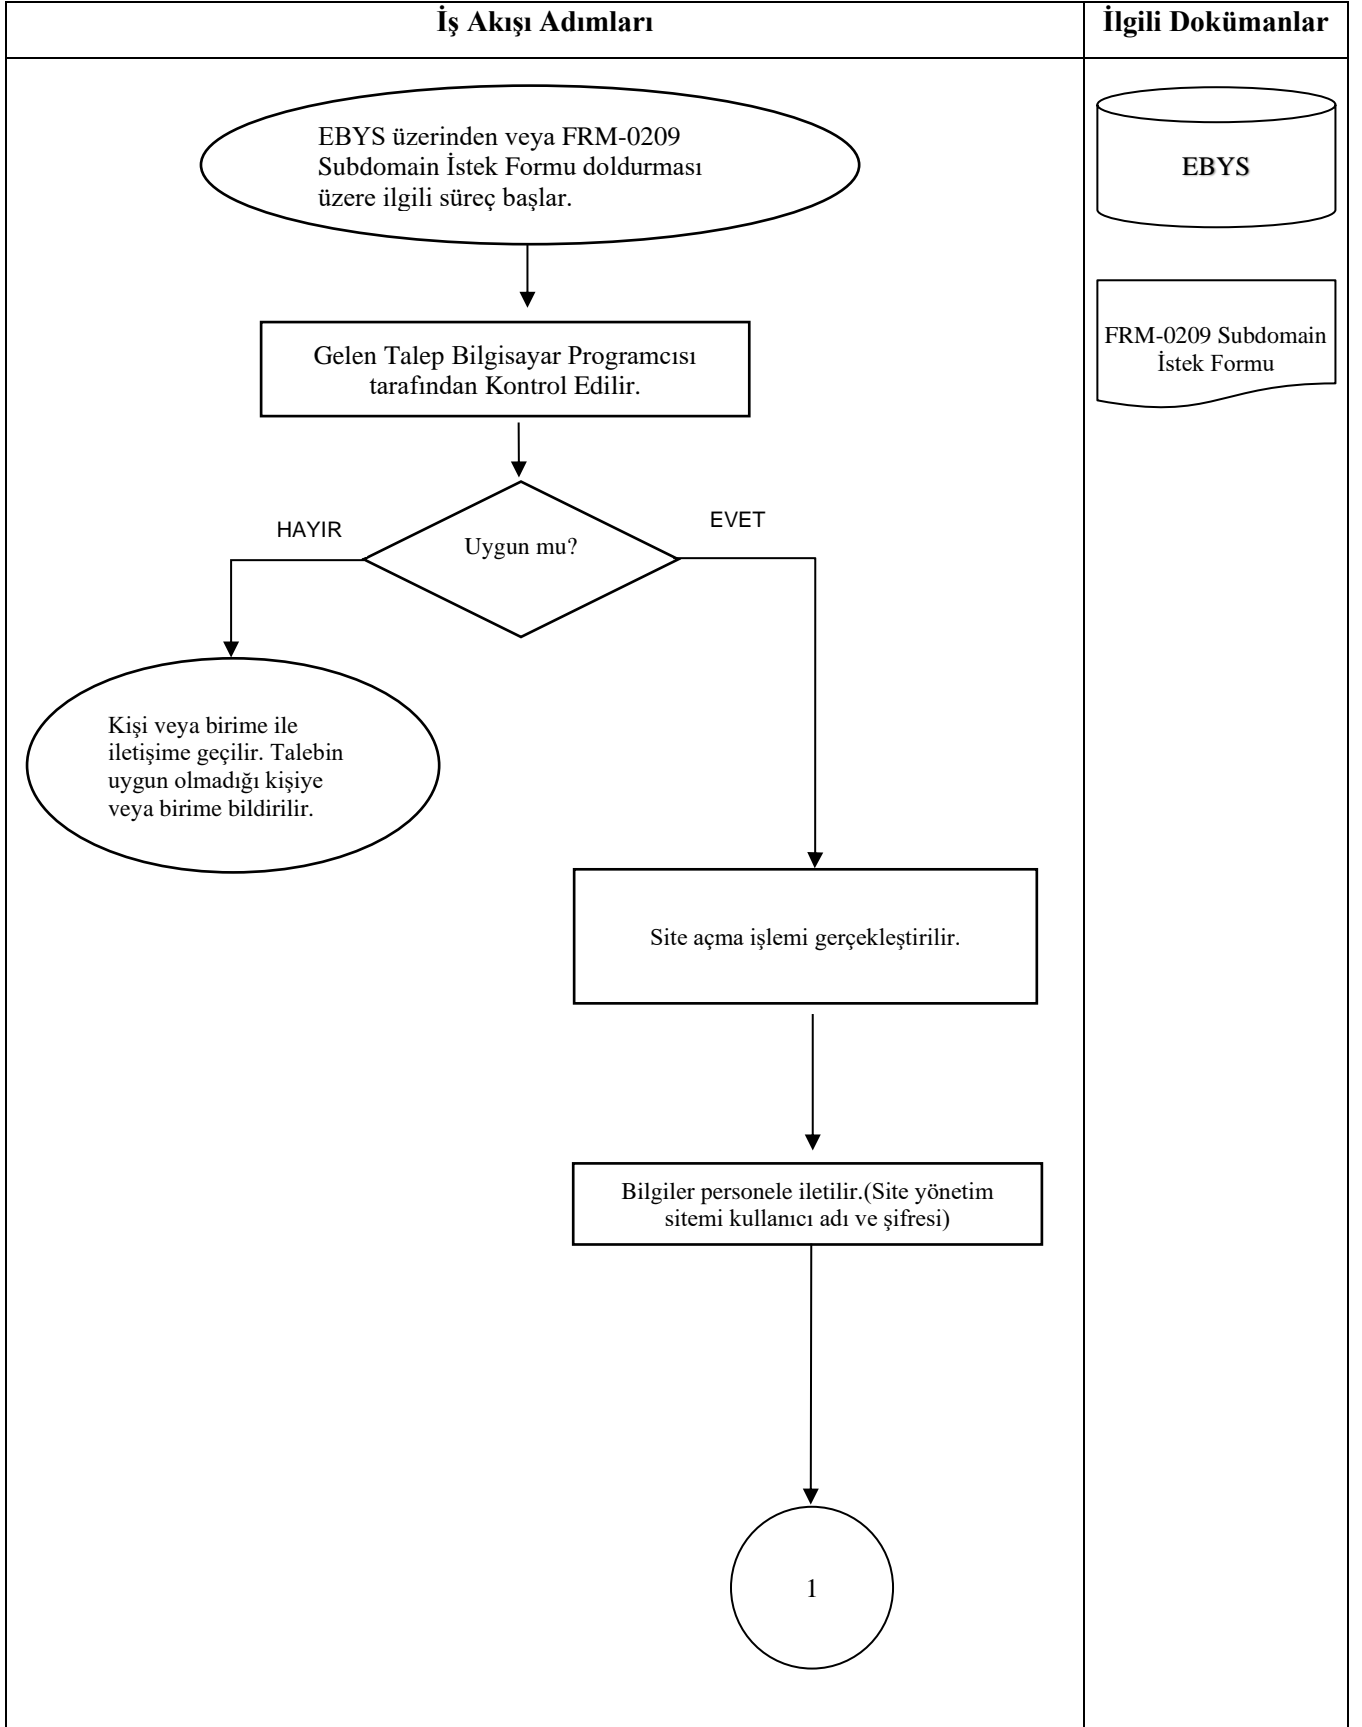 İş Akışı Adımları
İlgili Dokümanlar
EBYS üzerinden veya FRM-0209
Subdomain İstek Formu doldurması
üzere ilgili süreç başlar.
EBYS
Gelen Talep Bilgisayar Programcısı
tarafından Kontrol Edilir.
FRM-0209 Subdomain
İstek Formu
Uygun mu?
HAYIR
EVET
Kişi veya birime ile
iletişime geçilir. Talebin
uygun olmadığı kişiye
veya birime bildirilir.
Site açma işlemi gerçekleştirilir.
Bilgiler personele iletilir.(Site yönetim
sitemi kullanıcı adı ve şifresi)
1